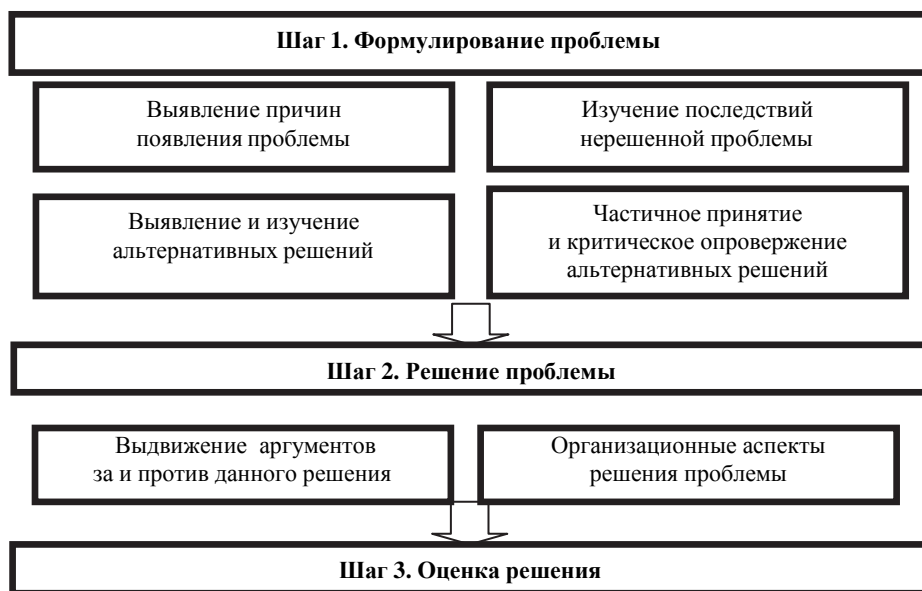 Шаг 1. Формулирование проблемы
Выявление причин
появления проблемы
Изучение последствий
нерешенной проблемы
Выявление и изучение
альтернативных решений
Частичное принятие
и критическое опровержение
альтернативных решений
Шаг 2. Решение проблемы
Выдвижение аргументов
за и против данного решения
Организационные аспекты
решения проблемы
Шаг 3. Оценка решения